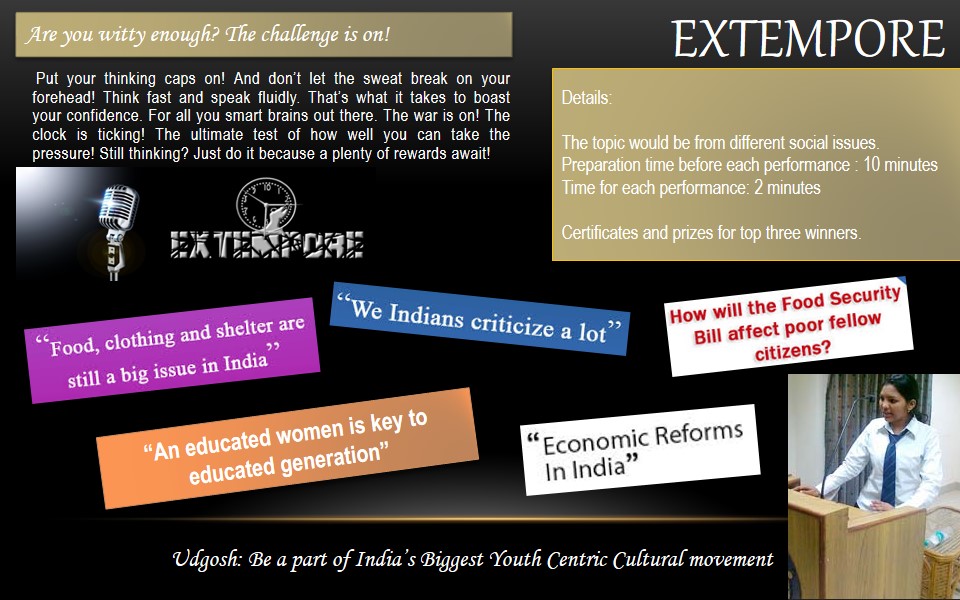 Are you witty enough? The challenge is on!
EXTEMPORE
Put your thinking caps on! And don't let the sweat break on your
forehead! Think fast and speak fluidly. That's what it takes to boast
your confidence. For all you smart brains out there. The war is on! The
clock is ticking! The ultimate test of how well you can take the
pressure! Still thinking? Just do it because a plenty of rewards await!
Details:
The topic would be from different social issues.
Preparation time before each performance : 10 minutes
Time for each performance: 2 minutes
Certificates and prizes for top three winners.
EXTEMPORE
“Food, clothing and shelter are
still a big issue in India”
“We Indians criticize a lot”
How will the Food Security
Bill affect poor fellow
citizens?
“An educated women is key to
educated generation”
“Economic Reforms
In India”
Udgosh: Be a part of India's Biggest Youth Centric Cultural movement